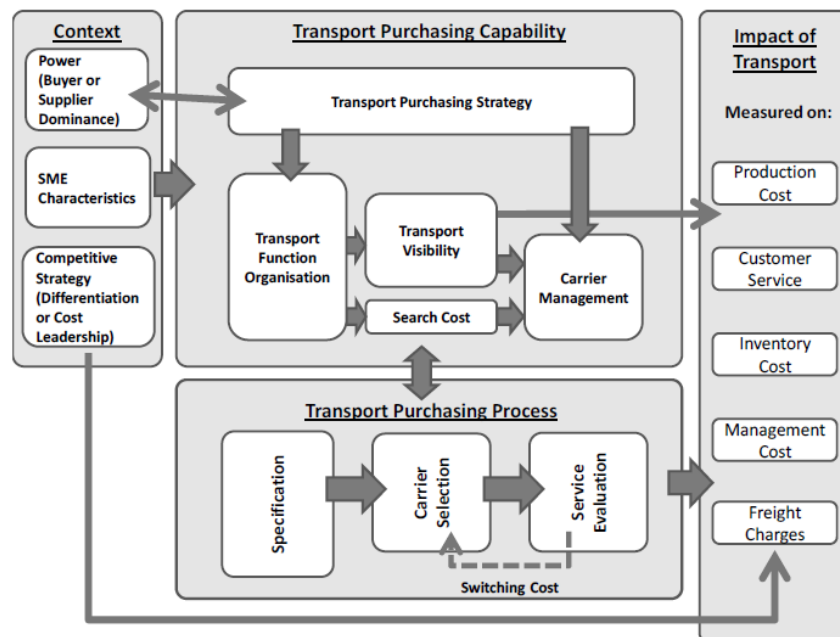 Context
Power
(Buyer or
Supplier
Dominance)
SME
Characteristics
Competitive
Strategy
(Differentiation
or Cost
Leadership)
Transport Purchasing Capability
Transport Purchasing Strategy
Transport
Function
Organisation
Transport
Visibility
Search Cost
Carrier
Management
Transport Purchasing Process
Specification
Carrier
Selection
Service
Evaluation
Switching Cost
Impact of
Transport
Measured on:
Production
Cost
Customer
Service
Inventory
Cost
Management
Cost
Freight
Charges